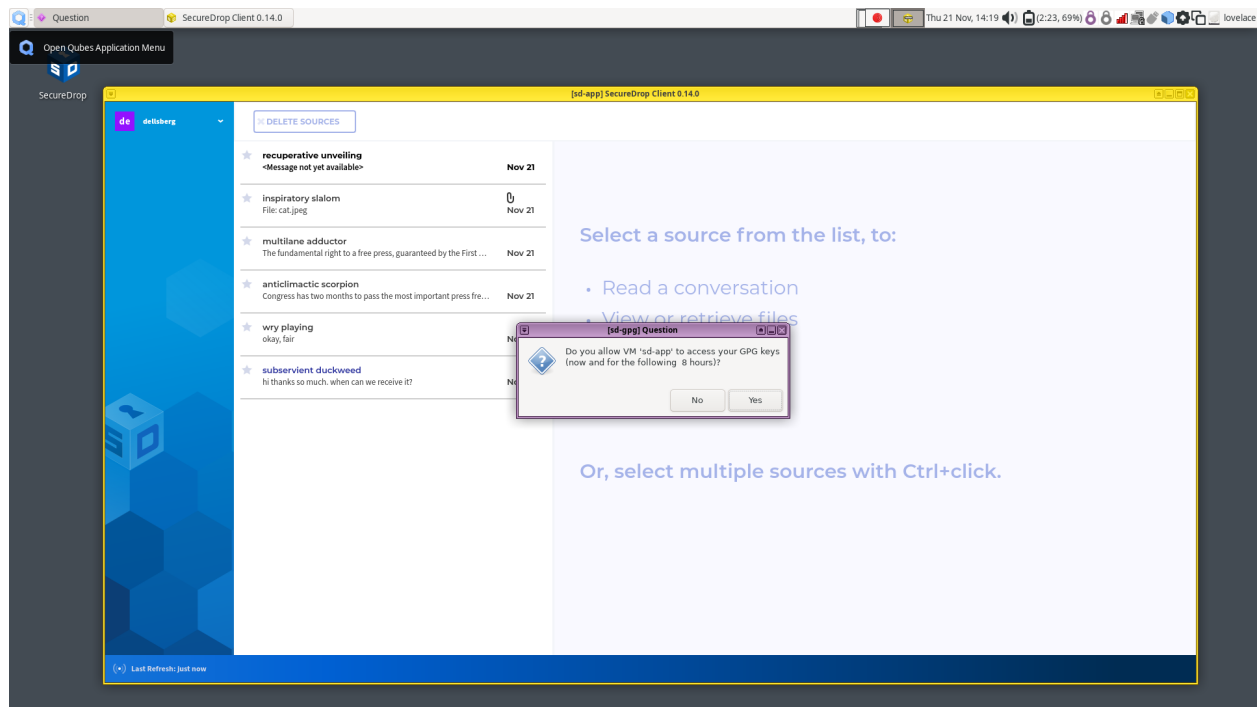 Question
SecureDrop Client 0.14.0
Thu 21 Nov, 14:19
(2:23, 69%)
lovelace
Open Qubes Application Menu
SecureDrop
[sd-app] SecureDrop Client 0.14.0
de dellsberg
DELETE SOURCES
recuperative unveiling
<Message not yet available>
Nov 21
inspiratory slalom
File: cat.jpeg
Nov 21
multilane adductor
The fundamental right to a free press, guaranteed by the First ...
Nov 21
anticlimactic scorpion
Congress has two months to pass the most important press fre...
Nov 21
wry playing
okay, fair
subservient duckweed
hi thanks so much. when can we receive it?
Select a source from the list, to:
• Read a conversation
• View or retrieve files
[sd-gpg] Question
Do you allow VM 'sd-app' to access your GPG keys
(now and for the following 8 hours)?
No
Yes
Or, select multiple sources with Ctrl+click.
Last Refresh: just now